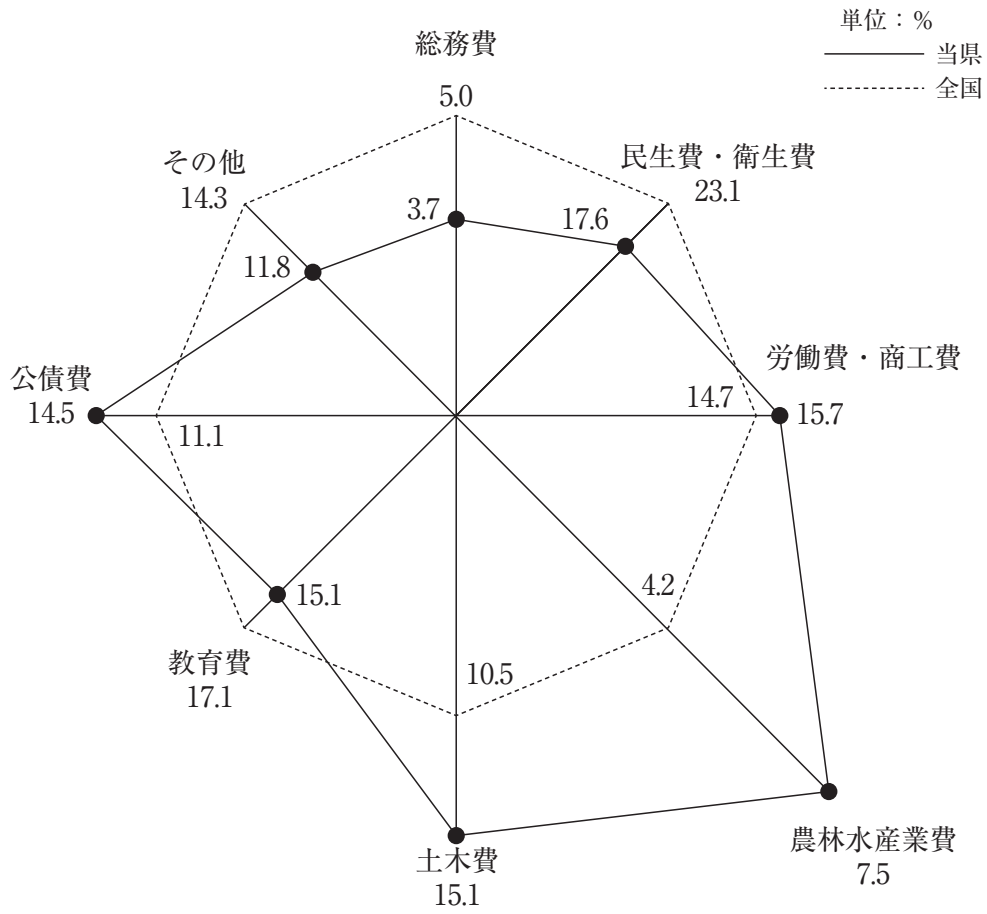 単位：%
当県
全国
総務費
5.0
3.7
民生費・衛生費
23.1
17.6
労働費・商工費
14.7
15.7
4.2
農林水産業費
7.5
10.5
土木費
15.1
15.1
教育費
17.1
公債費
14.5
11.1
その他
14.3
11.8